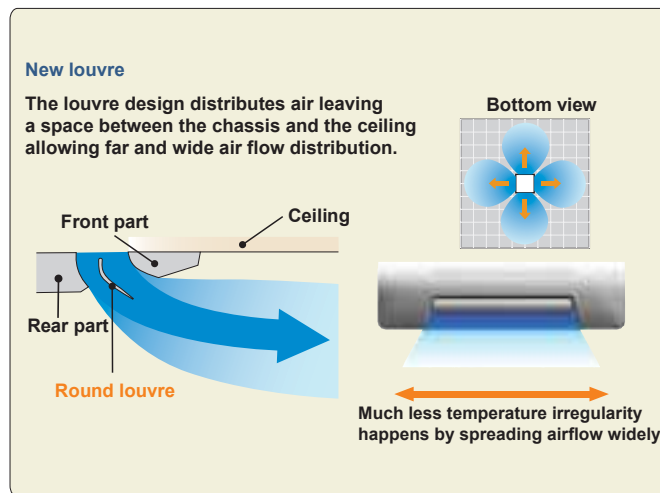 New louvre
The louvre design distributes air leaving
a space between the chassis and the ceiling
allowing far and wide air flow distribution.
Bottom view
Front part
Ceiling
Rear part
Round louvre
Much less temperature irregularity
happens by spreading airflow widely